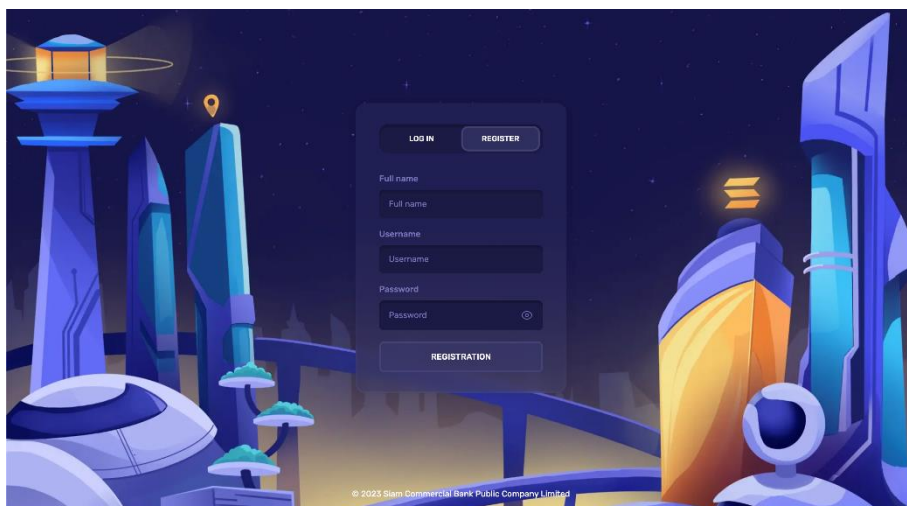 LOG IN
REGISTER
Full name
Full name
Username
Username
Password
Password
REGISTRATION
© 2023 Siam Commercial Bank Public Company Limited